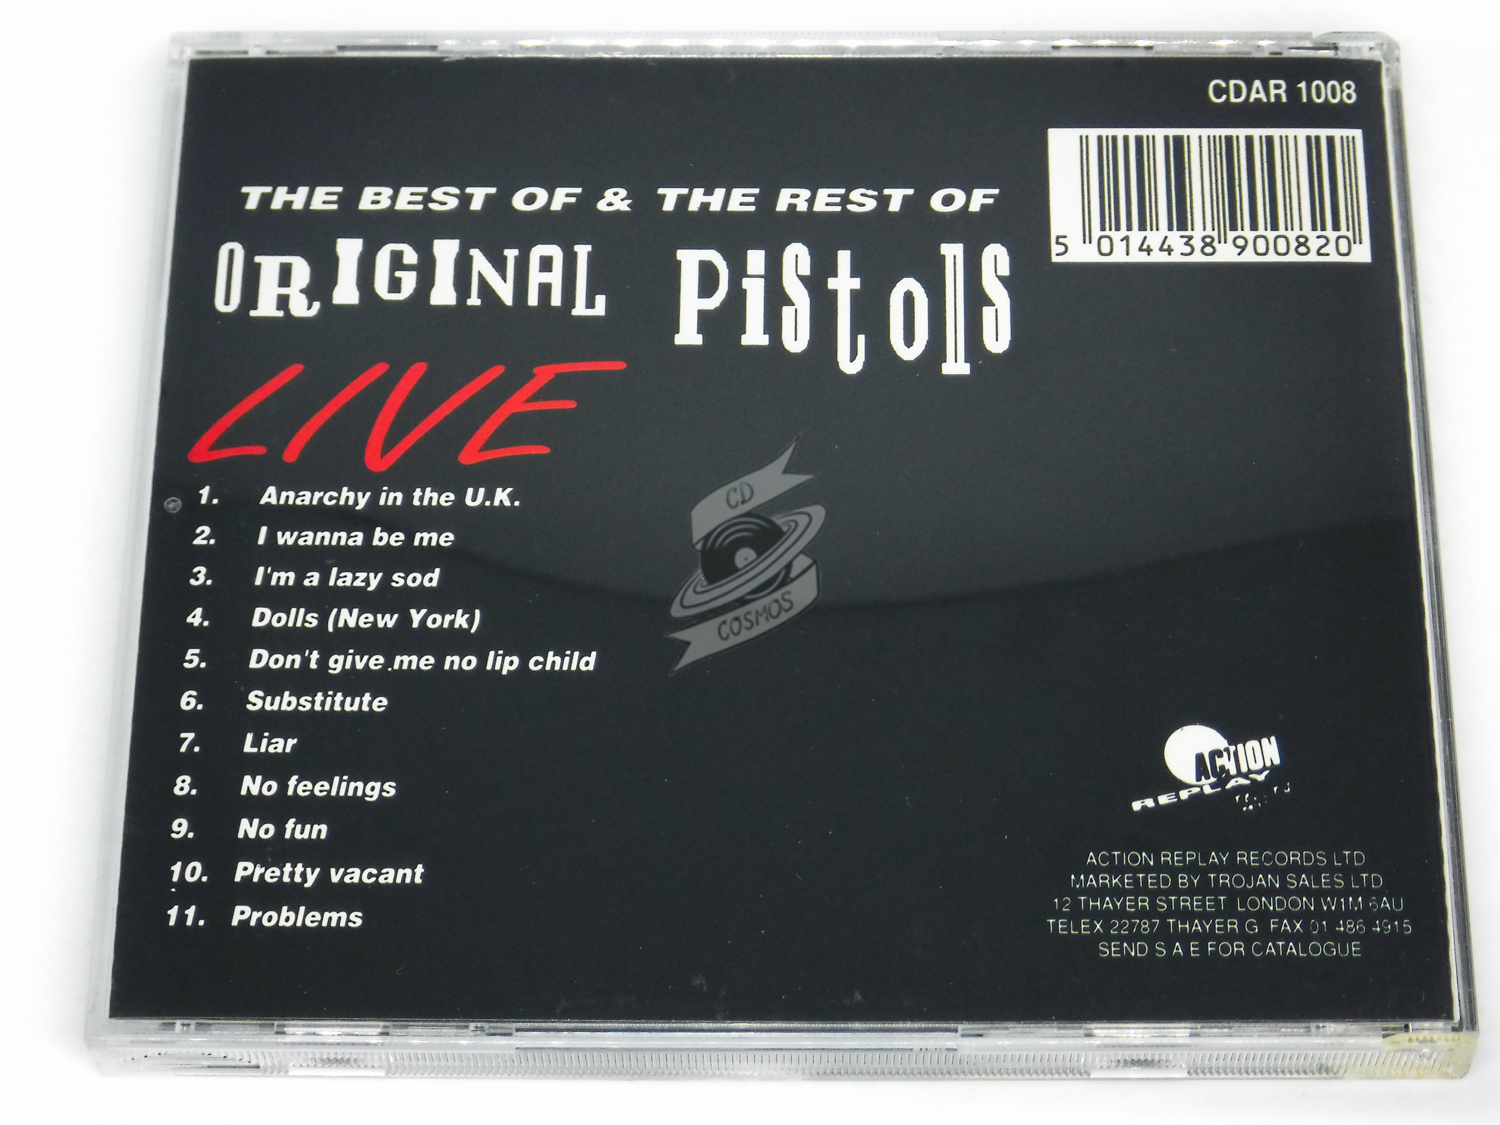 CDAR 1008
5 014438 900820
THE BEST OF & THE REST OF
ORIGINAL PiStolS
LIVE
1. Anarchy in the U.K.
2. I wanna be me
3. I'm a lazy sod
4. Dolls (New York)
5. Don't give me no lip child
6. Substitute
7. Liar
8. No feelings
9. No fun
10. Pretty vacant
11. Problems
CD
COSMOS
ACTION
REPLAY
ACTION REPLAY RECORDS LTD
MARKETED BY TROJAN SALES LTD
12 THAYER STREET LONDON W1M 5AU
TELEX 22787 THAYER G FAX 01 486 4915
SEND S A E FOR CATALOGUE